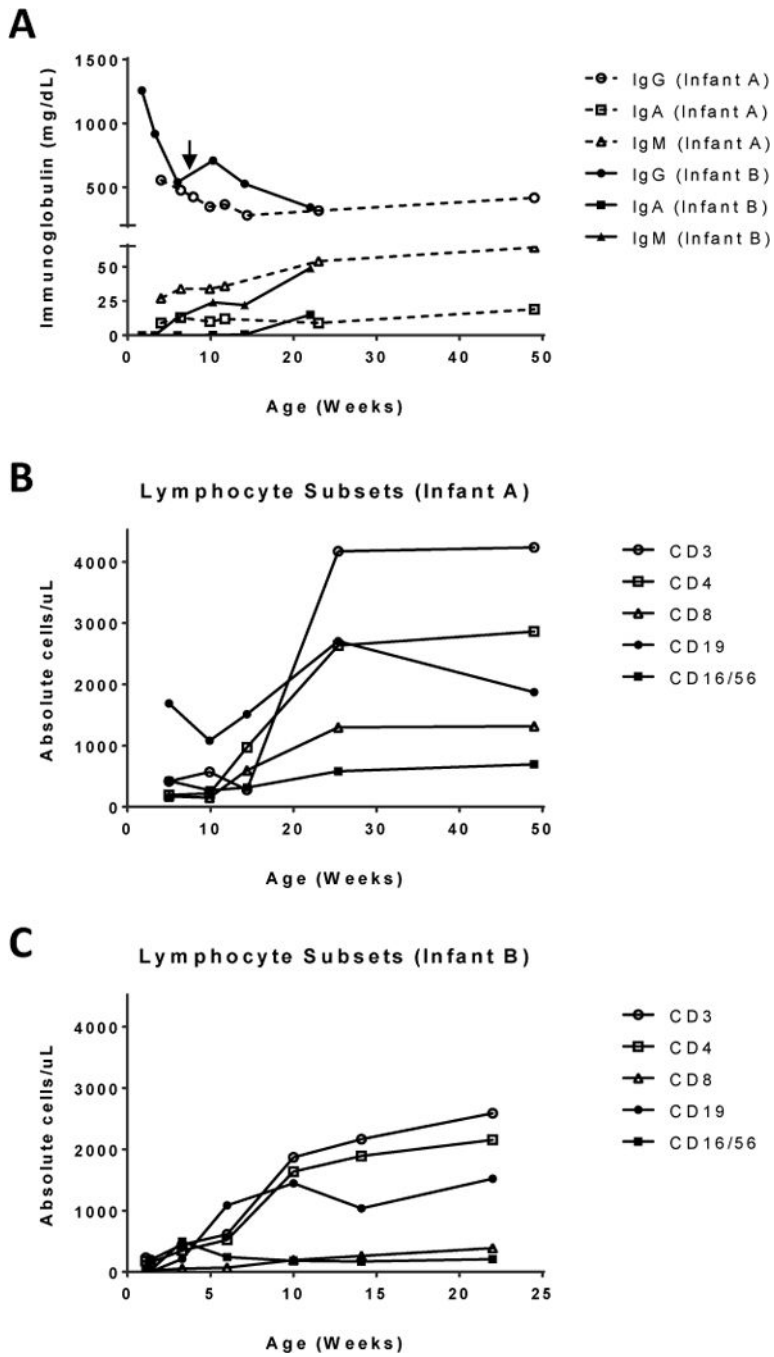 A
1500
1000
500
50
25
0
0 10 20 30 40 50
Immunoglobulin (mg/dL)
Age (Weeks)
IgG (Infant A)
IgA (Infant A)
IgM (Infant A)
IgG (Infant B)
IgA (Infant B)
IgM (Infant B)
B
Lymphocyte Subsets (Infant A)
4000
3000
2000
1000
0
0 10 20 30 40 50
Absolute cells/uL
Age (Weeks)
CD3
CD4
CD8
CD19
CD16/56
C
Lymphocyte Subsets (Infant B)
4000
3000
2000
1000
0
0 5 10 15 20 25
Absolute cells/uL
Age (Weeks)
CD3
CD4
CD8
CD19
CD16/56